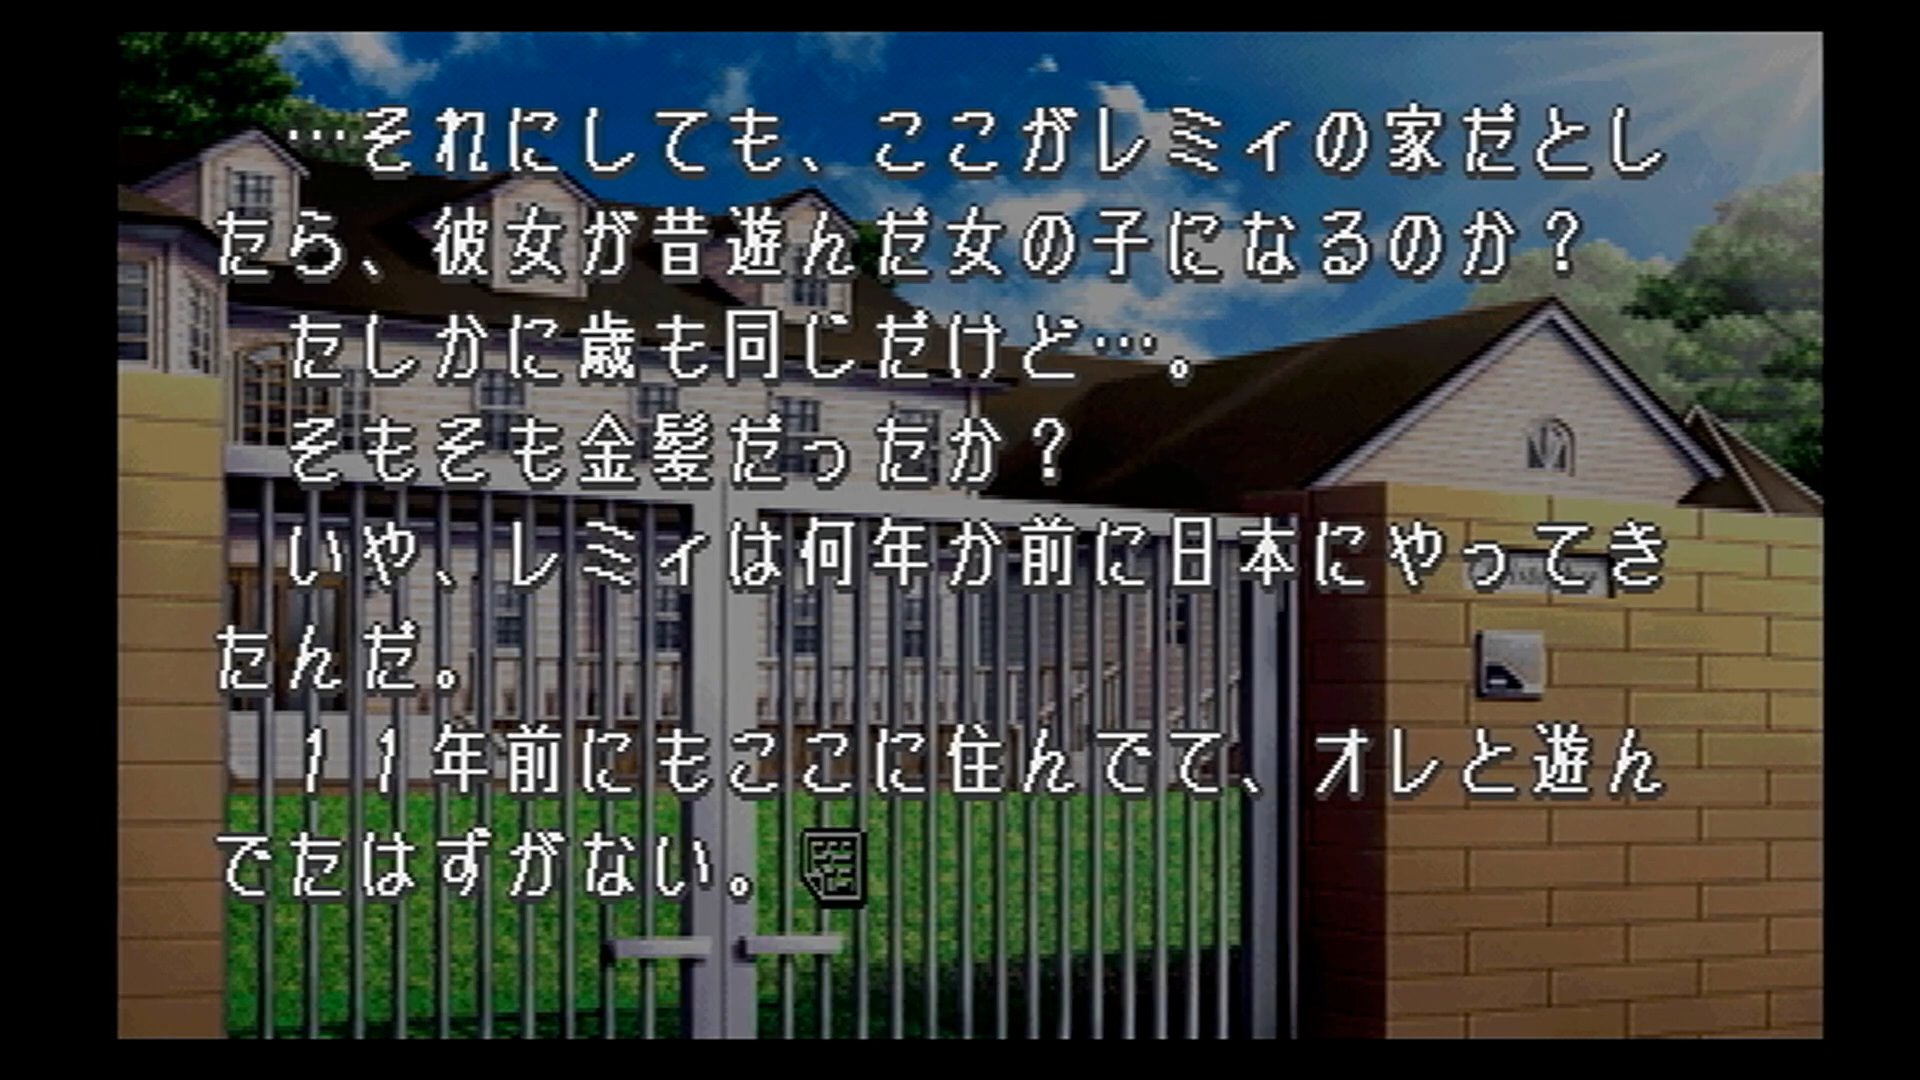 …それにしても、ここがレミィの家だとし
たら、彼女が昔遊んだ女の子になるのか？
たしかに歳も同じだけど…。
そもそも金髪だったか？
いや、レミィは何年か前に日本にやってき
たんだ。
１１年前にもここに住んでて、オレと遊ん
でたはずがない。